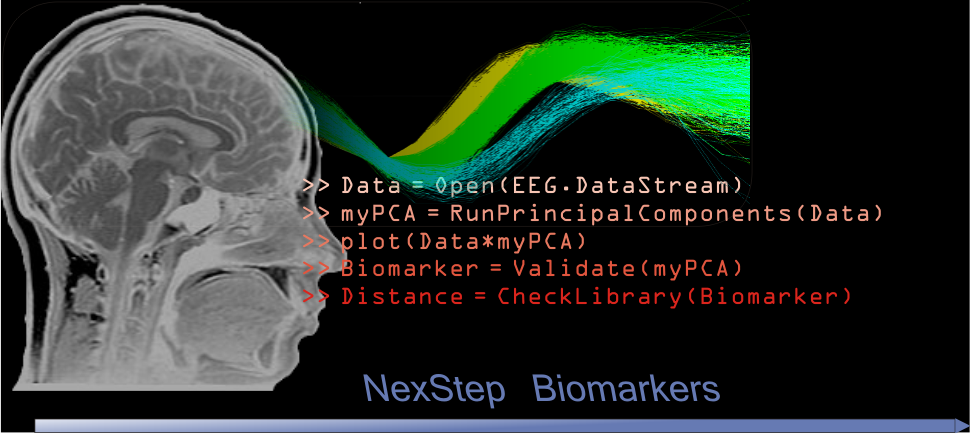 >> Data = Open(EEG.DataStream)
>> myPCA = RunPrincipalComponents(Data)
>> plot(Data*myPCA)
>> Biomarker = Validate(myPCA)
>> Distance = CheckLibrary(Biomarker)
NexStep Biomarkers